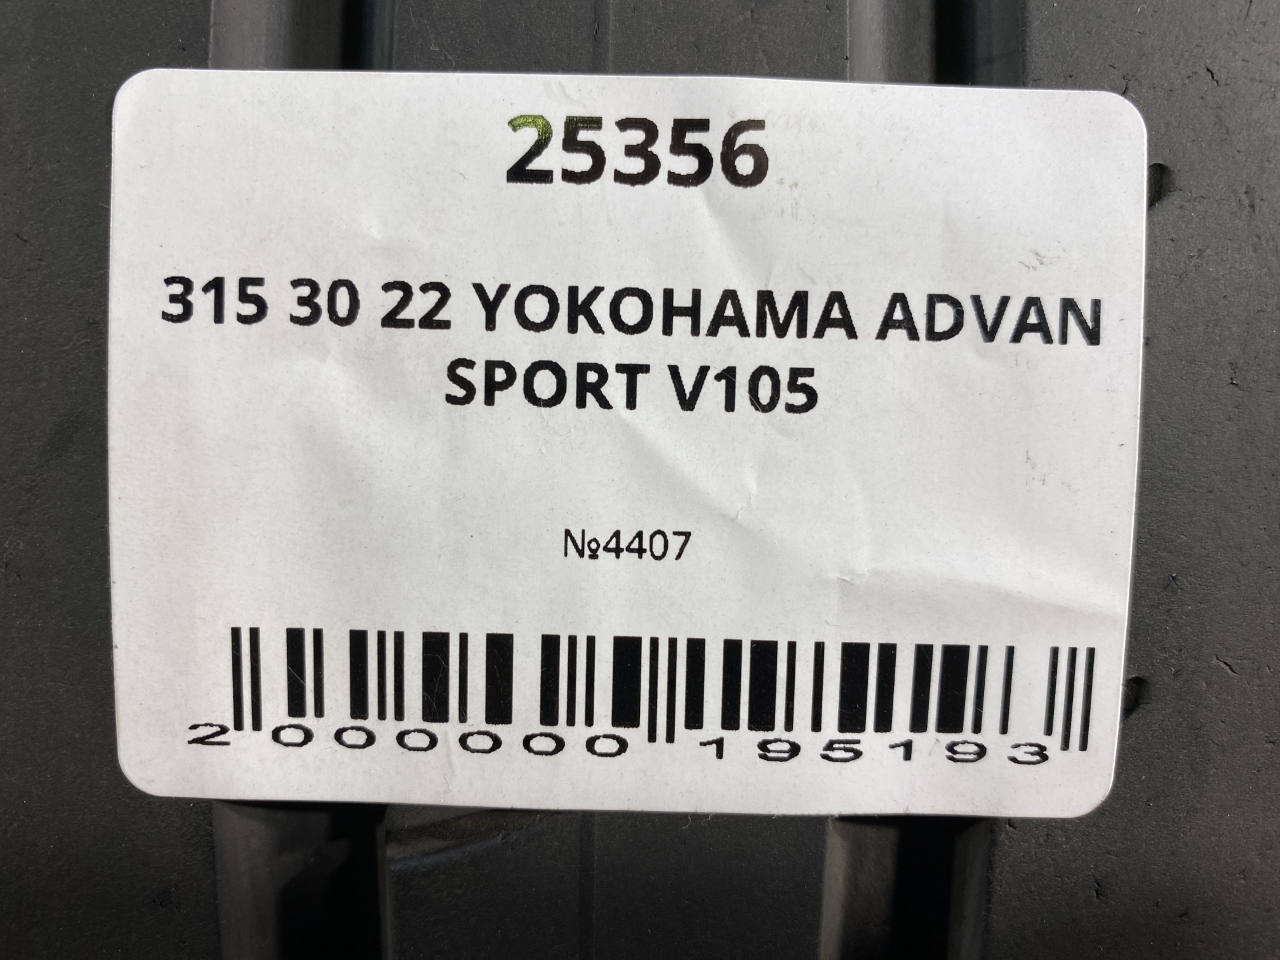 25356
315 30 22 YOKOHAMA ADVAN
SPORT V105
№4407
2 000000 195193